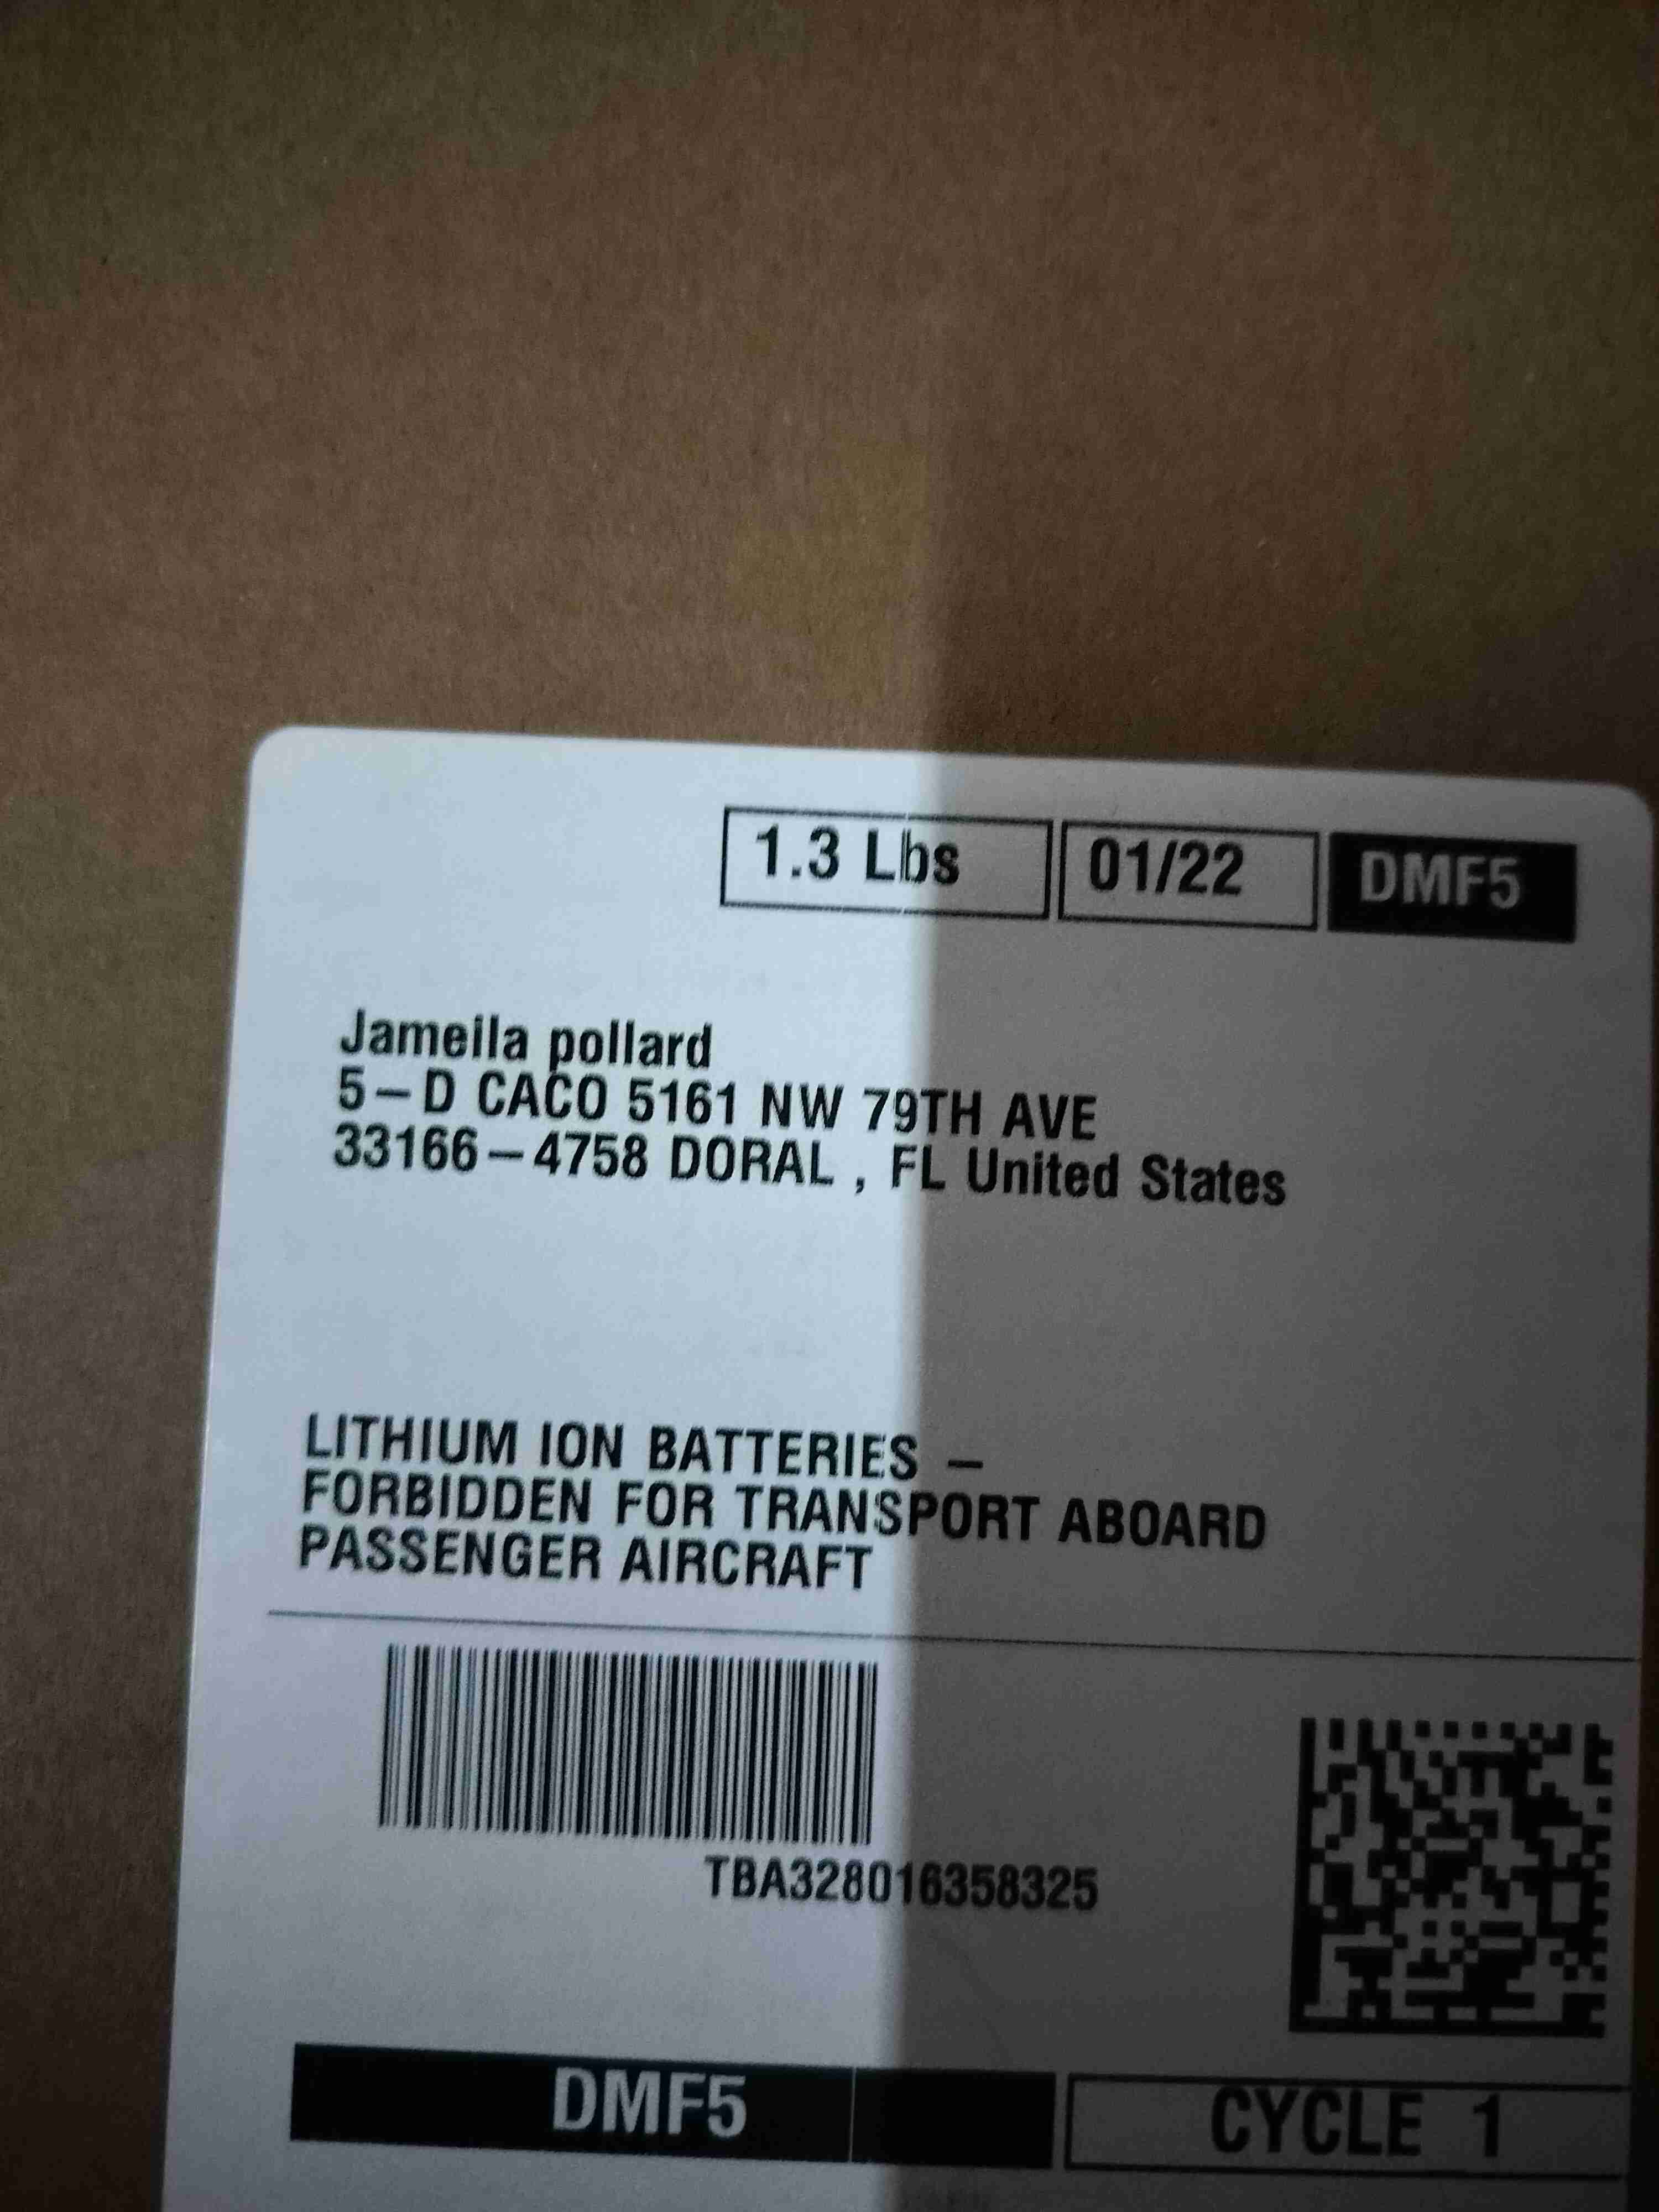 1.3 Lbs 01/22 DMF5
Jameila pollard
5-D CACO 5161 NW 79TH AVE
33166-4758 DORAL , FL United States
LITHIUM ION BATTERIES -
FORBIDDEN FOR TRANSPORT ABOARD
PASSENGER AIRCRAFT
TBA328016358325
DMF5 CYCLE 1